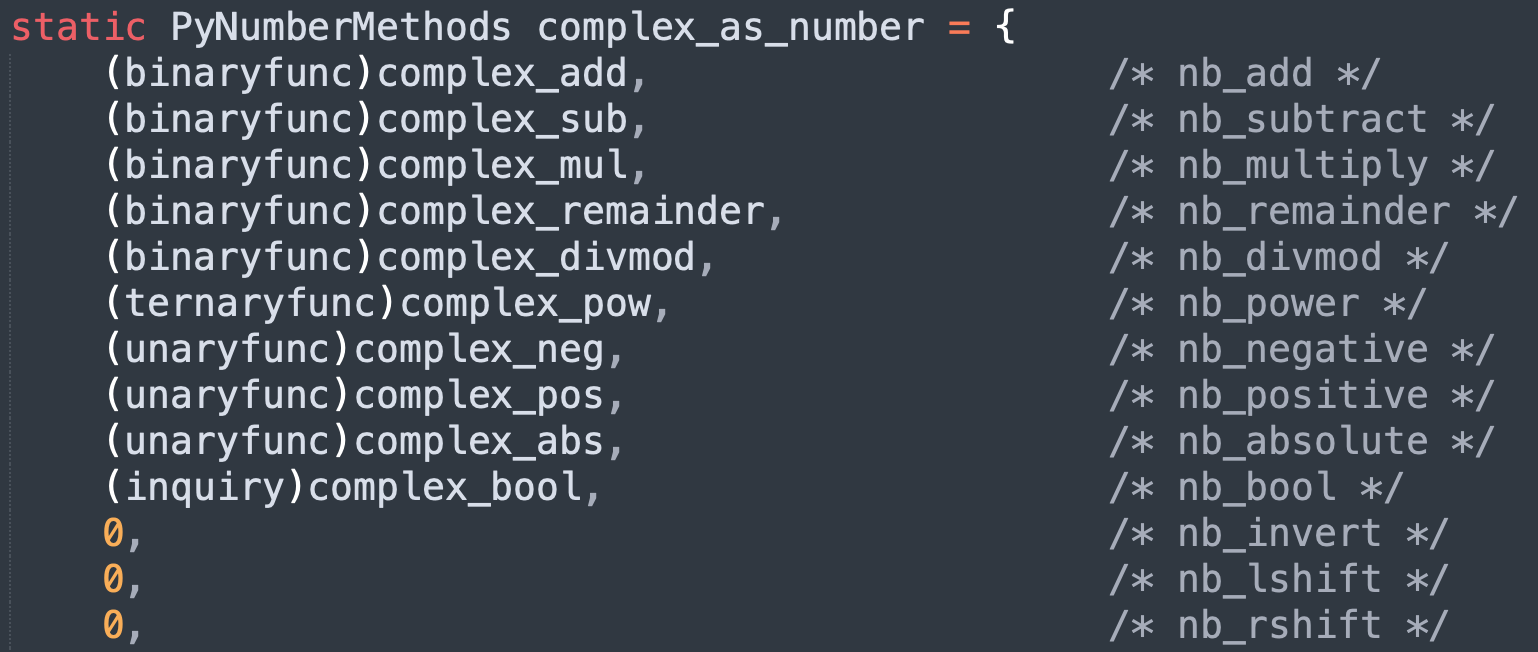 static PyNumberMethods complex_as_number = {
    (binaryfunc)complex_add,                    /* nb_add */
    (binaryfunc)complex_sub,                    /* nb_subtract */
    (binaryfunc)complex_mul,                    /* nb_multiply */
    (binaryfunc)complex_remainder,              /* nb_remainder */
    (binaryfunc)complex_divmod,                 /* nb_divmod */
    (ternaryfunc)complex_pow,                   /* nb_power */
    (unaryfunc)complex_neg,                     /* nb_negative */
    (unaryfunc)complex_pos,                     /* nb_positive */
    (unaryfunc)complex_abs,                     /* nb_absolute */
    (inquiry)complex_bool,                      /* nb_bool */
    0,                                          /* nb_invert */
    0,                                          /* nb_lshift */
    0,                                          /* nb_rshift */